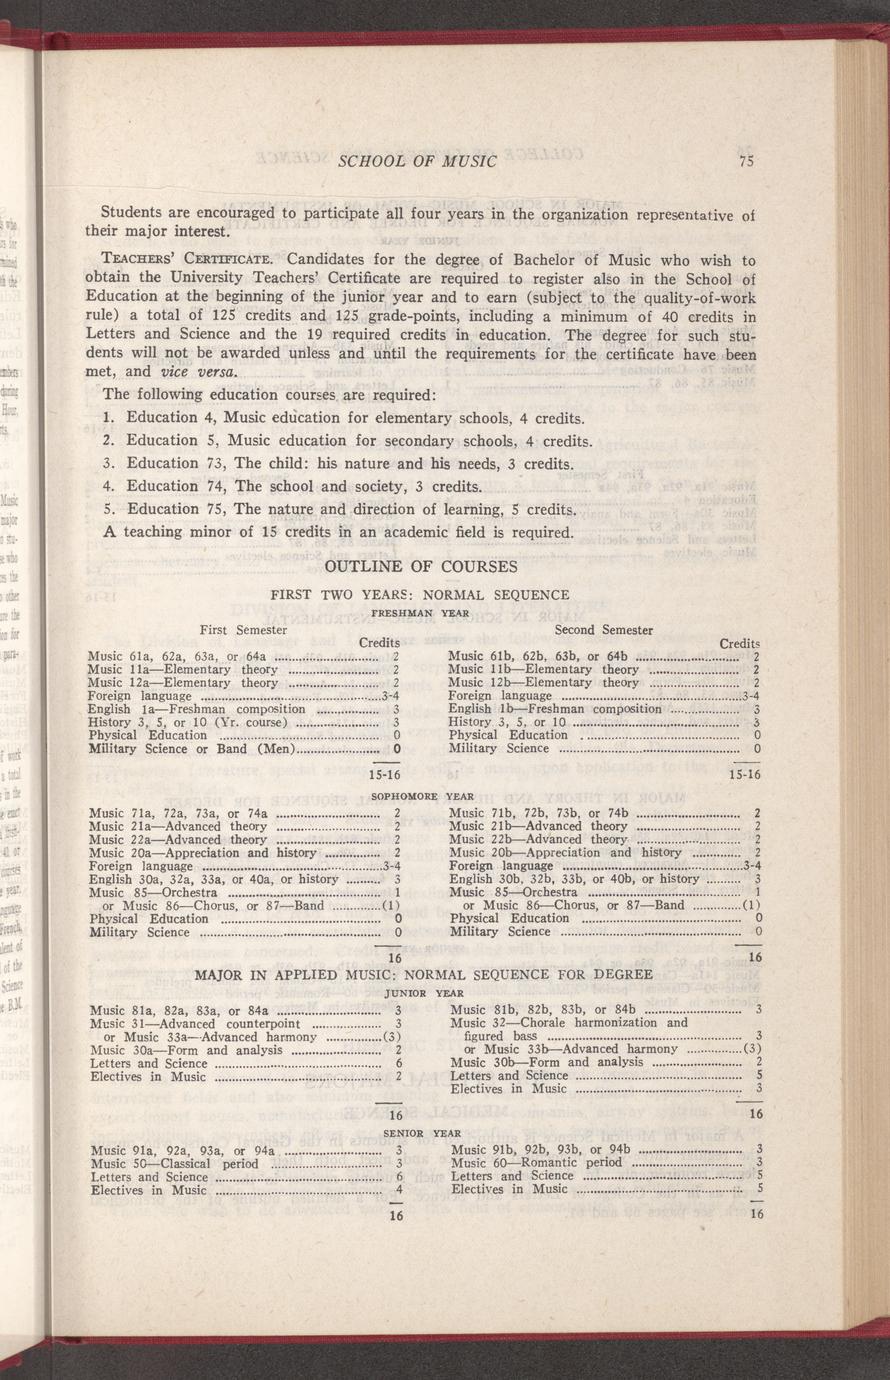 SCHOOL OF MUSIC 75
Students are encouraged to participate all four years in the organization representative of
their major interest.
TEACHERS' CERTIFICATE. Candidates for the degree of Bachelor of Music who wish to
obtain the University Teachers' Certificate are required to register also in the School of
Education at the beginning of the junior year and to earn (subject to the quality-of-work
rule) a total of 125 credits and 125 grade-points, including a minimum of 40 credits in
Letters and Science and the 19 required credits in education. The degree for such stu-
dents will not be awarded unless and until the requirements for the certificate have been
met, and vice versa.
The following education courses are required:
1. Education 4, Music education for elementary schools, 4 credits.
2. Education 5, Music education for secondary schools, 4 credits.
3. Education 73, The child: his nature and his needs, 3 credits.
4. Education 74, The school and society, 3 credits.
5. Education 75, The nature and direction of learning, 5 credits.
A teaching minor of 15 credits in an academic field is required.
OUTLINE OF COURSES
FIRST TWO YEARS: NORMAL SEQUENCE
FRESHMAN YEAR
First Semester
Credits
Music 61a, 62a, 63a, or 64a 2
Music 11a—Elementary theory 2
Music 12a—Elementary theory 2
Foreign language 3-4
English 1a—Freshman composition 3
History 3, 5, or 10 (Yr. course) 3
Physical Education 0
Military Science or Band (Men) 0
15-16
Second Semester
Credits
Music 61b, 62b, 63b, or 64b 2
Music 11b—Elementary theory 2
Music 12b—Elementary theory 2
Foreign language 3-4
English 1b—Freshman composition 3
History 3, 5, or 10 3
Physical Education 0
Military Science 0
15-16
SOPHOMORE YEAR
Music 71a, 72a, 73a, or 74a 2
Music 21a—Advanced theory 2
Music 22a—Advanced theory 2
Music 20a—Appreciation and history 2
Foreign language 3-4
English 30a, 32a, 33a, or 40a, or history 3
Music 85—Orchestra 1
or Music 86—Chorus, or 87—Band (1)
Physical Education 0
Military Science 0
16
Music 71b, 72b, 73b, or 74b 2
Music 21b—Advanced theory 2
Music 22b—Advanced theory 2
Music 20b—Appreciation and history 2
Foreign language 3-4
English 30b, 32b, 33b, or 40b, or history 3
Music 85—Orchestra 1
or Music 86—Chorus, or 87—Band (1)
Physical Education 0
Military Science 0
16
MAJOR IN APPLIED MUSIC: NORMAL SEQUENCE FOR DEGREE
JUNIOR YEAR
Music 81a, 82a, 83a, or 84a 3
Music 31—Advanced counterpoint 3
or Music 33a—Advanced harmony (3)
Music 30a—Form and analysis 2
Letters and Science 6
Electives in Music 2
16
Music 81b, 82b, 83b, or 84b 3
Music 32—Chorale harmonization and
figured bass 3
or Music 33b—Advanced harmony (3)
Music 30b—Form and analysis 2
Letters and Science 5
Electives in Music 3
16
SENIOR YEAR
Music 91a, 92a, 93a, or 94a 3
Music 50—Classical period 3
Letters and Science 6
Electives in Music 4
16
Music 91b, 92b, 93b, or 94b 3
Music 60—Romantic period 3
Letters and Science 5
Electives in Music 5
16